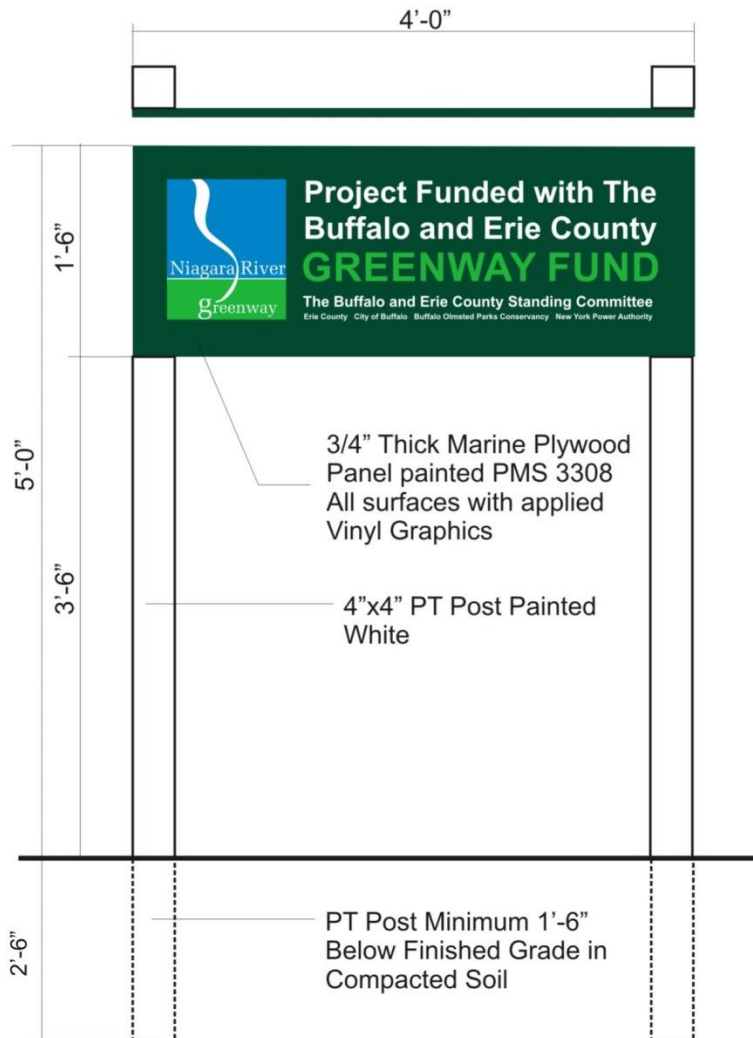 4’-0”
1’-6”
Niagara River
greenway
Project Funded with The
Buffalo and Erie County
GREENWAY FUND
The Buffalo and Erie County Standing Committee
Erie County City of Buffalo Buffalo Olmsted Parks Conservancy New York Power Authority
5’-0”
3/4” Thick Marine Plywood
Panel painted PMS 3308
All surfaces with applied
Vinyl Graphics
3’-6”
4”x4” PT Post Painted
White
2’-6”
PT Post Minimum 1’-6”
Below Finished Grade in
Compacted Soil